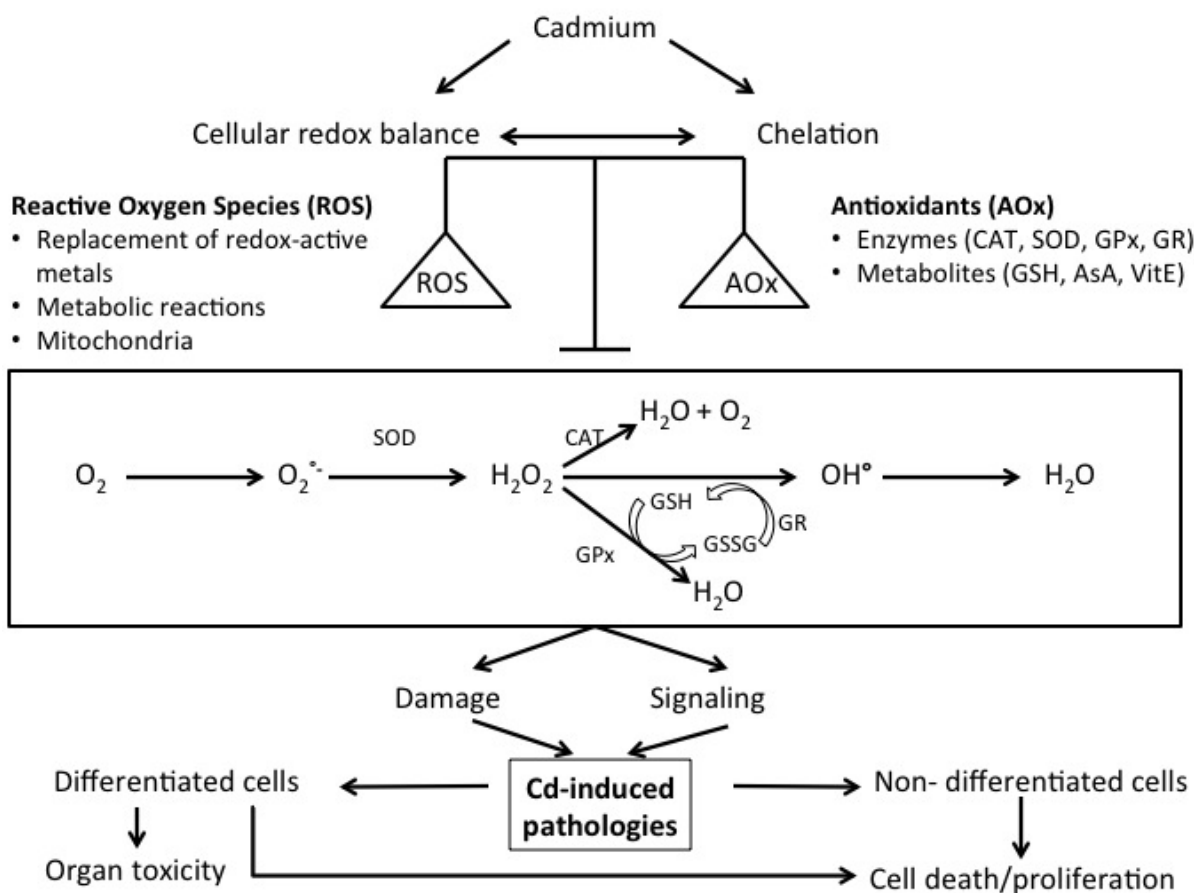 Cadmium
Cellular redox balance
Chelation
Reactive Oxygen Species (ROS)
• Replacement of redox-active
metals
• Metabolic reactions
• Mitochondria
ROS
AOx
Antioxidants (AOx)
• Enzymes (CAT, SOD, GPx, GR)
• Metabolites (GSH, AsA, VitE)
H₂O + O₂
SOD
CAT
O₂
O₂°⁻
H₂O₂
OH°
H₂O
GSH
GR
GSSG
GPx
H₂O
Damage
Signaling
Differentiated cells
Cd-induced
pathologies
Non- differentiated cells
Organ toxicity
Cell death/proliferation